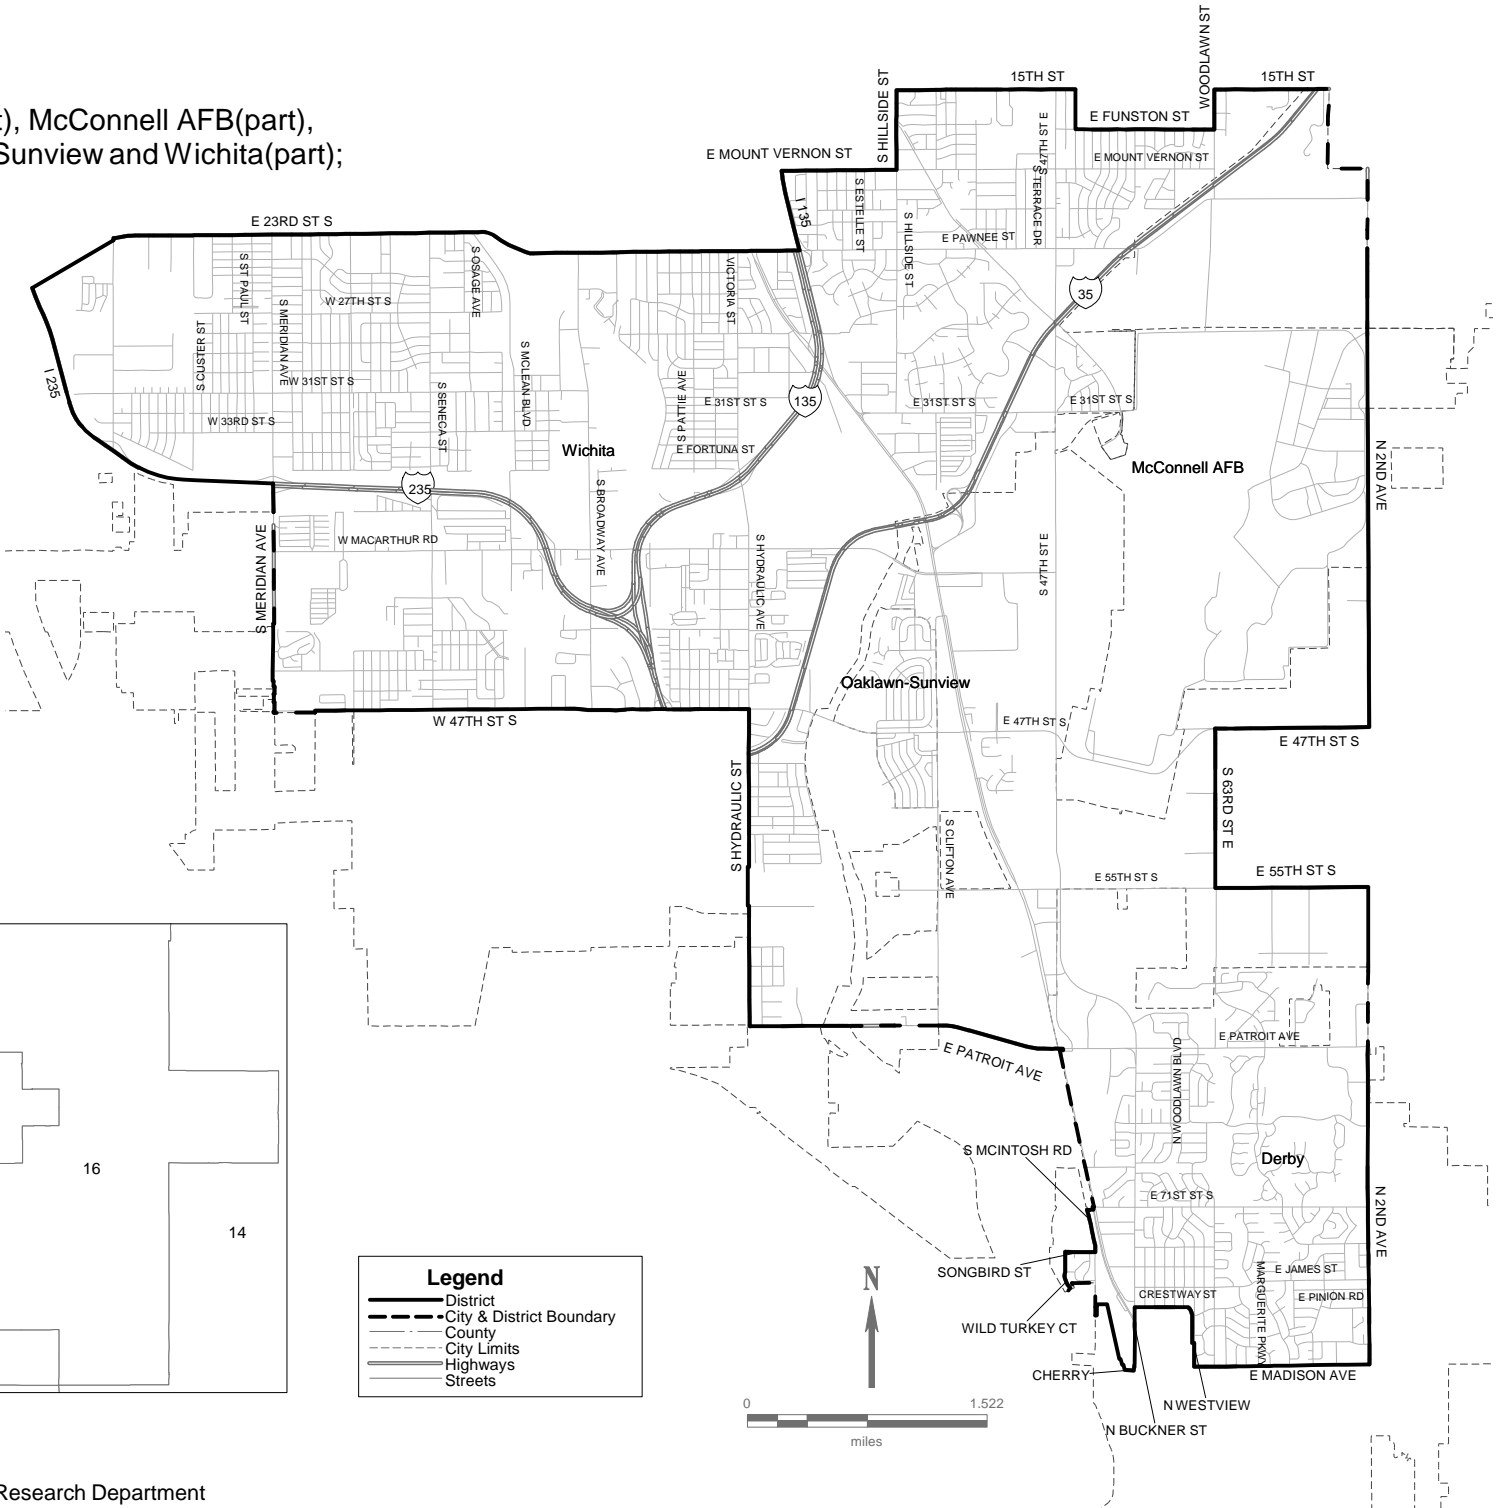 t), McConnell AFB(part),
Sunview and Wichita(part);
15TH ST
WOODLAWN ST
15TH ST
S HILLSIDE ST
E FUNSTON ST
E MOUNT VERNON ST
S 47TH ST E
E MOUNT VERNON ST
S TERRACE DR
I 135
S ESTELLE ST
S HILLSIDE ST
E PAWNEE ST
E 23RD ST S
S ST PAUL ST
S OSAGE AVE
VICTORIA ST
W 27TH ST S
S MERIDIAN AVE
35
S CUSTER ST
S MCLEAN BLVD
I 235
W 31ST ST S
S SENECA ST
S PATTIE AVE
E 31ST ST S
135
E 31ST ST S
E 31ST ST S
W 33RD ST S
Wichita
E FORTUNA ST
McConnell AFB
N 2ND AVE
235
S BROADWAY AVE
S MERIDIAN AVE
W MACARTHUR RD
S HYDRAULIC AVE
S 47TH ST E
Oaklawn-Sunview
W 47TH ST S
E 47TH ST S
E 47TH ST S
S HYDRAULIC ST
S 63RD ST E
S CLIFTON AVE
E 55TH ST S
E 55TH ST S
E PATROIT AVE
E PATROIT AVE
N WOODLAWN BLVD
S MCINTOSH RD
Derby
E 71ST ST S
N 2ND AVE
16
14
SONGBIRD ST
E JAMES ST
MARGUERITE PKWY
CRESTWAY ST
E PINION RD
WILD TURKEY CT
CHERRY
E MADISON AVE
N WESTVIEW
N BUCKNER ST
Legend
District
City & District Boundary
County
City Limits
Highways
Streets
N
0
1.522
miles
Research Department